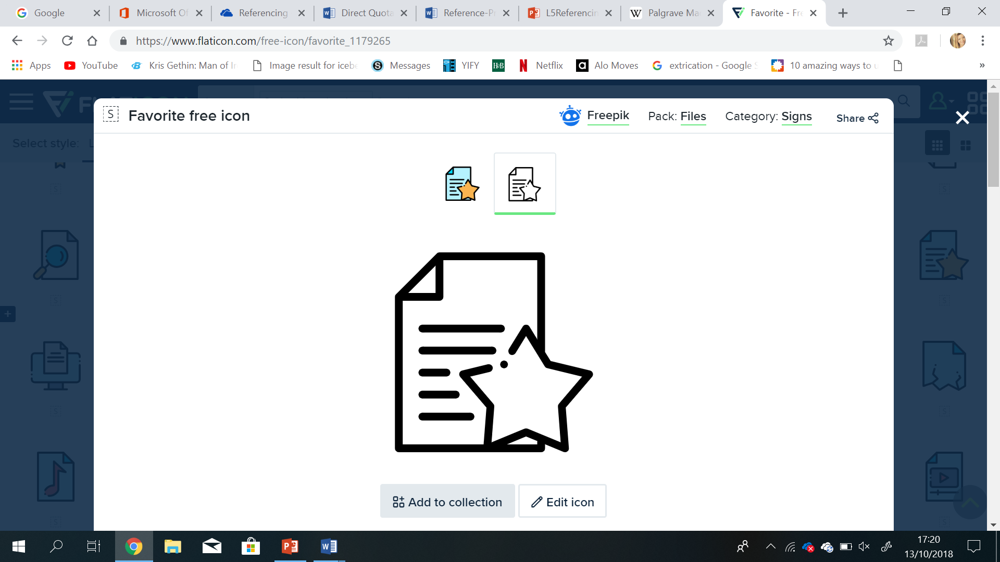 Google
Microsoft Of
Referencing
Direct Quota
Reference-P
L5Referencin
Palgrave Ma
Favorite - Fre
https://www.flaticon.com/free-icon/favorite_1179265
Apps
YouTube
Kris Gethin: Man of Ir
Image result for icebe
Messages
YIFY
H&B
Netflix
Alo Moves
extrication - Google S
10 amazing ways to u
»
S Favorite free icon
Freepik
Pack: Files
Category: Signs
Share
Select style: L
Add to collection
Edit icon
17:20
13/10/2018